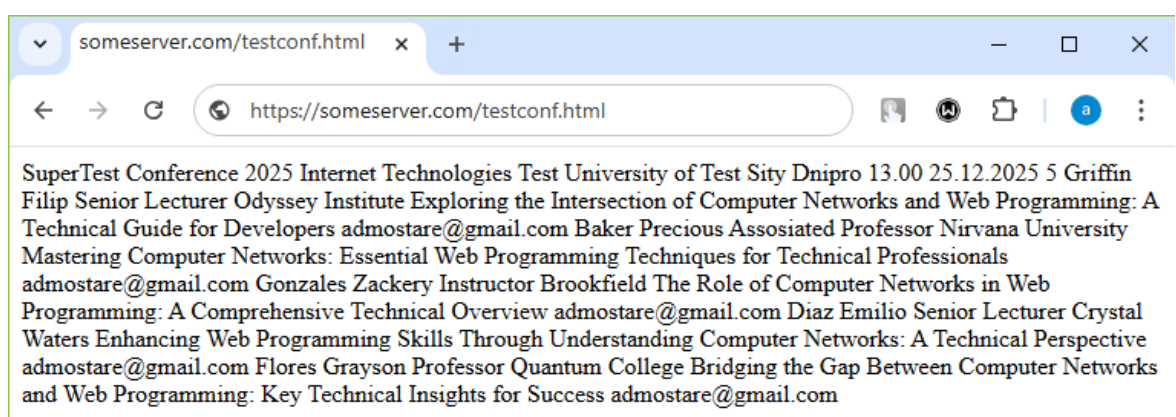 someserver.com/testconf.html
https://someserver.com/testconf.html
a
SuperTest Conference 2025 Internet Technologies Test University of Test Sity Dnipro 13.00 25.12.2025 5 Griffin
Filip Senior Lecturer Odyssey Institute Exploring the Intersection of Computer Networks and Web Programming: A
Technical Guide for Developers admostare@gmail.com Baker Precious Assosiated Professor Nirvana University
Mastering Computer Networks: Essential Web Programming Techniques for Technical Professionals
admostare@gmail.com Gonzales Zackery Instructor Brookfield The Role of Computer Networks in Web
Programming: A Comprehensive Technical Overview admostare@gmail.com Diaz Emilio Senior Lecturer Crystal
Waters Enhancing Web Programming Skills Through Understanding Computer Networks: A Technical Perspective
admostare@gmail.com Flores Grayson Professor Quantum College Bridging the Gap Between Computer Networks
and Web Programming: Key Technical Insights for Success admostare@gmail.com